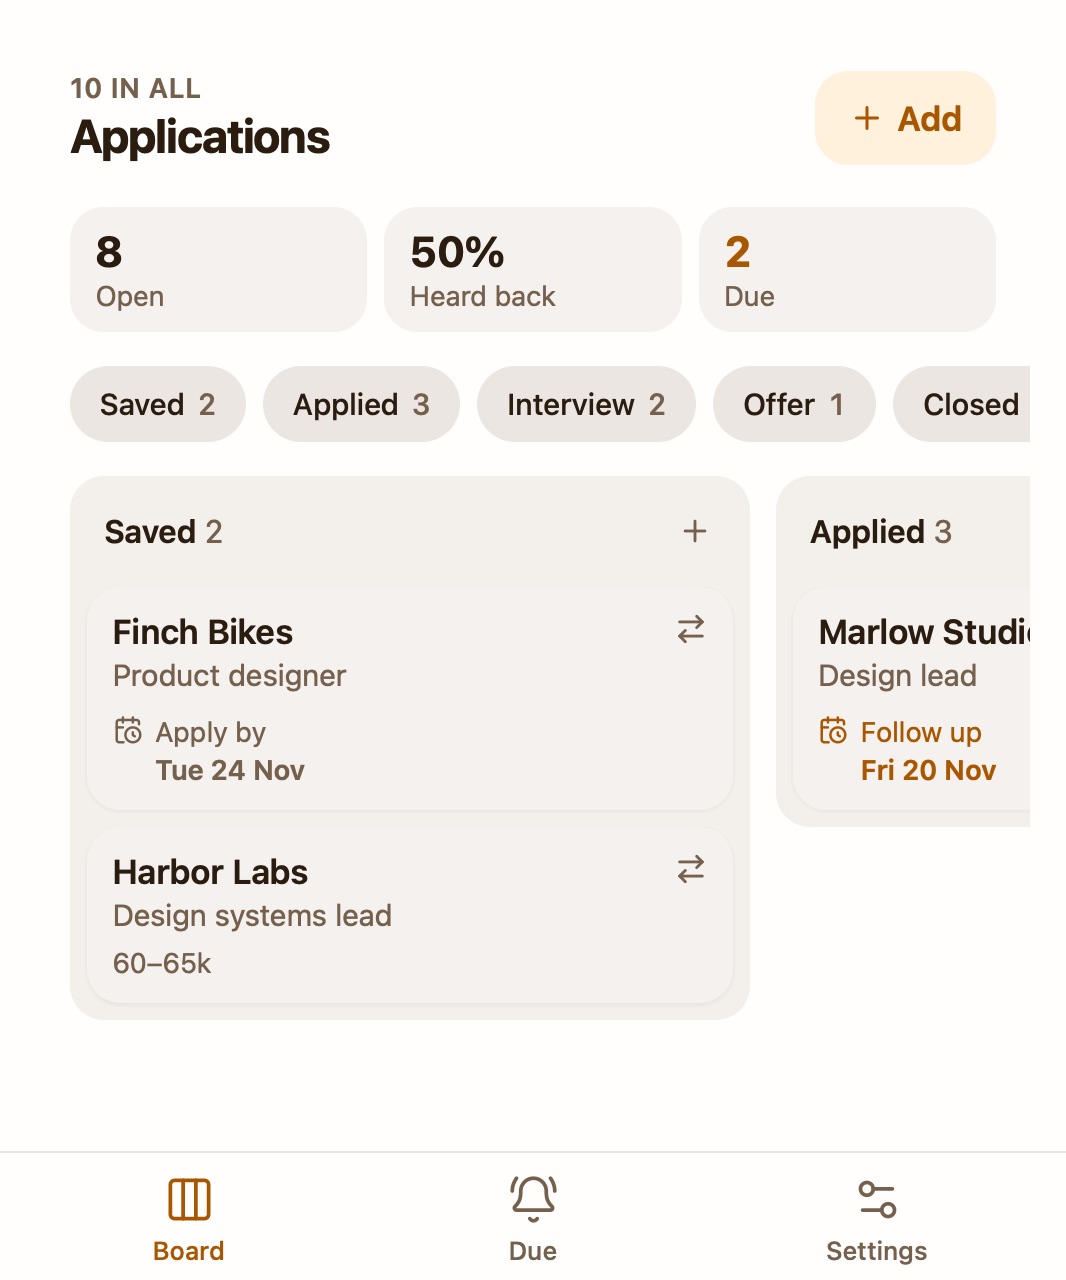 10 IN ALL
Applications
+ Add
8
Open
50%
Heard back
2
Due
Saved 2
Applied 3
Interview 2
Offer 1
Closed
Saved 2
Finch Bikes
Product designer
Apply by
Tue 24 Nov
Harbor Labs
Design systems lead
60–65k
Applied 3
Marlow
Design lead
Follow up
Fri 20 Nov
Board
Due
Settings